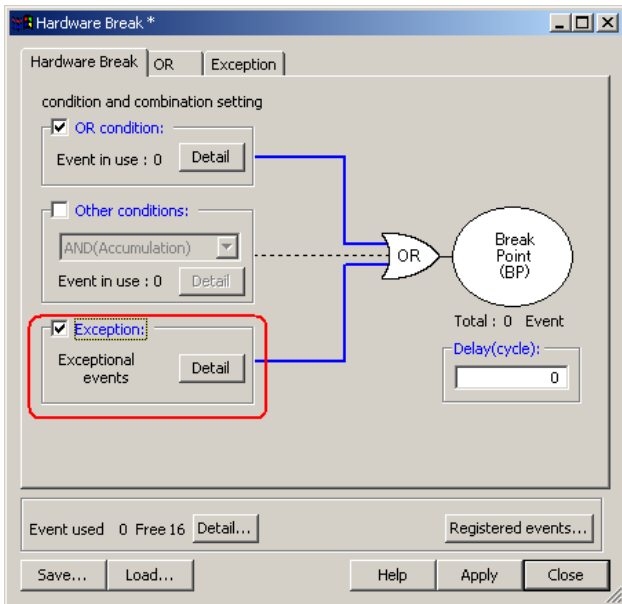 Hardware Break *
Hardware Break OR Exception
condition and combination setting
OR condition:
Event in use : 0 Detail
Other conditions:
AND(Accumulation)
Event in use : 0 Detail
Exception:
Exceptional
events
Detail
OR
Break
Point
(BP)
Total : 0 Event
Delay(cycle):
0
Event used 0 Free 16 Detail... Registered events...
Save... Load... Help Apply Close